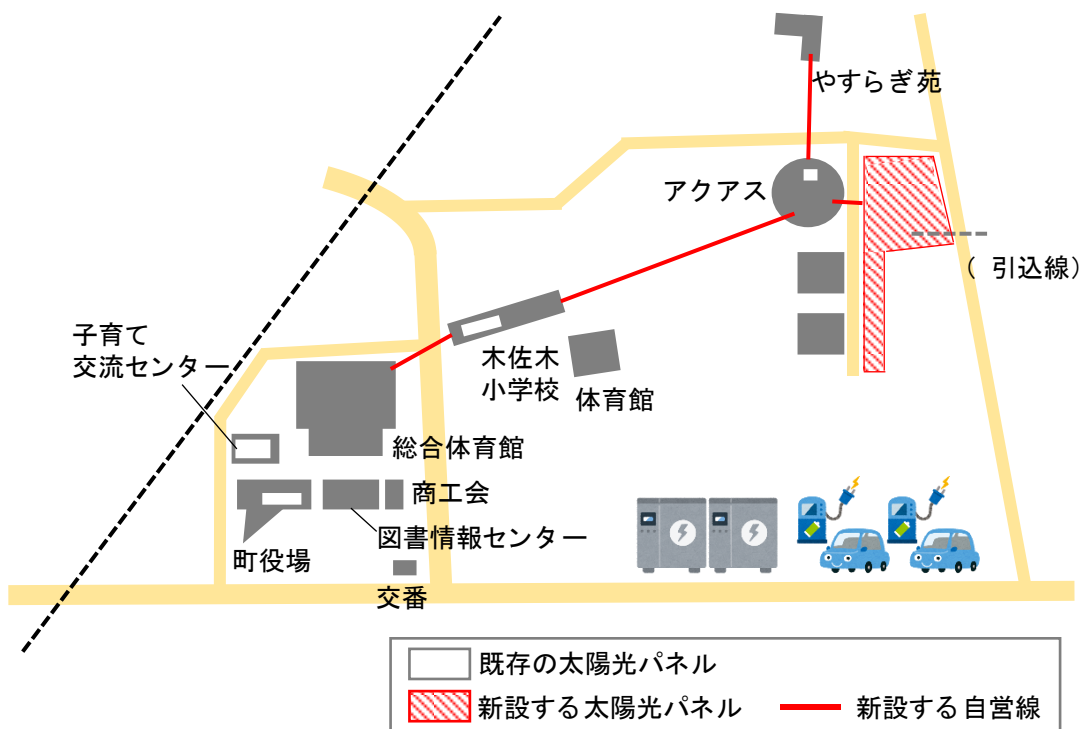 やすらぎ苑
アクアス
（ 引込線）
子育て
交流センター
木佐木
小学校
体育館
総合体育館
商工会
図書情報センター
町役場
交番
既存の太陽光パネル
新設する太陽光パネル
新設する自営線